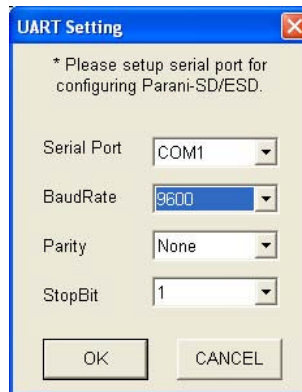 UART Setting
* Please setup serial port for
configuring Parani-SD/ESD.
Serial Port COM1
BaudRate 9600
Parity None
StopBit 1
OK CANCEL